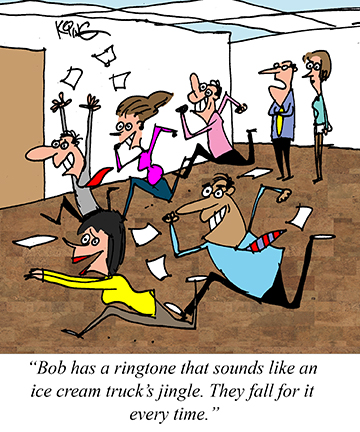 “Bob has a ringtone that sounds like an
ice cream truck’s jingle. They fall for it
every time.”